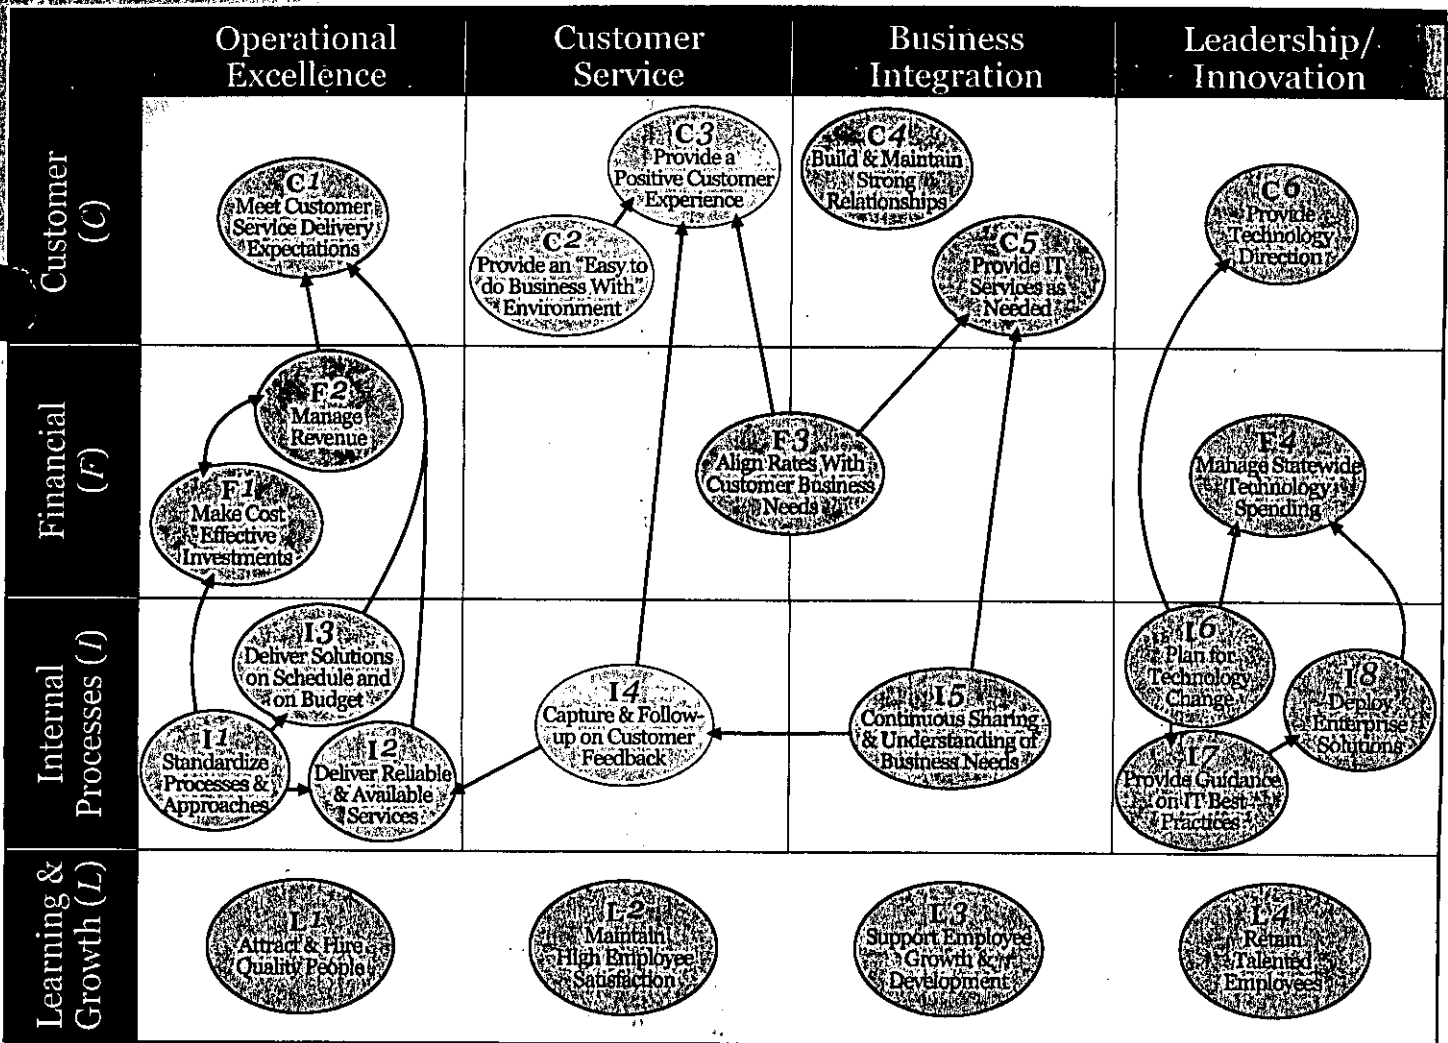 Operational
Excellence
Customer
Service
Business
Integration
Leadership/
Innovation
Customer
(C)
C1
Meet Customer
Service Delivery
Expectations
C2
Provide an "Easy to
do Business With"
Environment
C3
Provide a
Positive Customer
Experience
C4
Build & Maintain
Strong
Relationships
C5
Provide IT
Services as
Needed
C6
Provide
Technology
Direction
Financial
(F)
F2
Manage
Revenue
F1
Make Cost
Effective
Investments
F3
Align Rates With
Customer Business
Needs
F4
Manage Statewide
Technology
Spending
Internal
Processes (I)
I3
Deliver Solutions
on Schedule and
on Budget
I1
Standardize
Processes &
Approaches
I2
Deliver Reliable
& Available
Services
I4
Capture & Follow-
up on Customer
Feedback
I5
Continuous Sharing
& Understanding of
Business Needs
I6
Plan for
Technology
Change
I7
Provide Guidance
on IT Best
Practices
I8
Deploy
Enterprise
Solutions
Learning &
Growth (L)
L1
Attract & Hire
Quality People
L2
Maintain
High Employee
Satisfaction
L3
Support Employee
Growth &
Development
L4
Retain
Talented
Employees